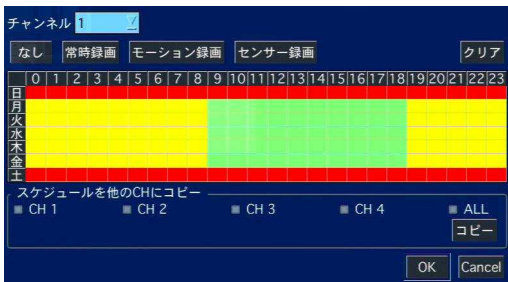 チャンネル 1
なし 常時録画 モーション録画 センサー録画 クリア
0 1 2 3 4 5 6 7 8 9 10 11 12 13 14 15 16 17 18 19 20 21 22 23
日
月
火
水
木
金
土
スケジュールを他のCHにコピー
CH 1 CH 2 CH 3 CH 4 ALL
コピー
OK Cancel